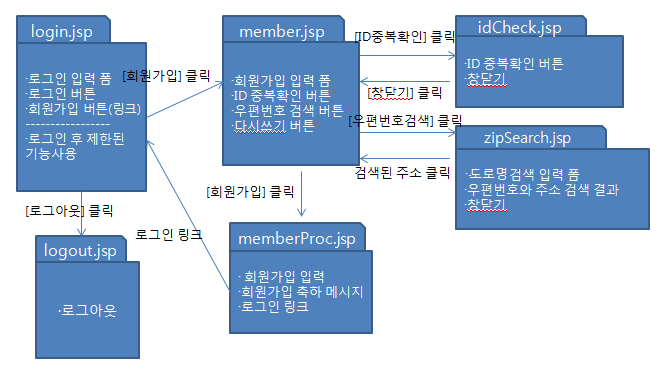 login.jsp
·로그인 입력 폼
·로그인 버튼
·회원가입 버튼(링크)
-----------------
·로그인 후 제한된
기능사용
[회원가입] 클릭
member.jsp
·회원가입 입력 폼
·ID 중복확인 버튼
·우편번호 검색 버튼
·다시쓰기 버튼
[ID중복확인] 클릭
[창닫기] 클릭
idCheck.jsp
·ID 중복확인 버튼
·창닫기
[우편번호검색] 클릭
검색된 주소 클릭
zipSearch.jsp
·도로명검색 입력 폼
·우편번호와 주소 검색 결과
·창닫기
[로그아웃] 클릭
로그인 링크
[회원가입] 클릭
logout.jsp
·로그아웃
memberProc.jsp
· 회원가입 입력
·회원가입 축하 메시지
·로그인 링크